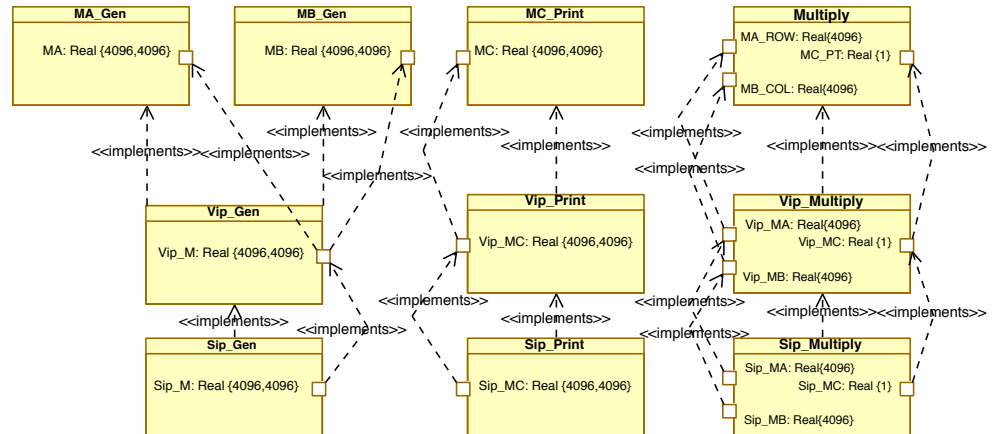 MA_Gen
MB_Gen
MC_Print
Multiply
MA: Real {4096,4096}
MB: Real {4096,4096}
MC: Real {4096,4096}
MA_ROW: Real{4096}
MC_PT: Real {1}
MB_COL: Real{4096}
<<implements>>
<<implements>>
<<implements>>
<<implements>>
<<implements>>
<<implements>>
<<implements>>
<<implements>>
<<implements>>
<<implements>>
Vip_Gen
Vip_Print
Vip_Multiply
Vip_M: Real {4096,4096}
Vip_MC: Real {4096,4096}
Vip_MA: Real{4096}
Vip_MC: Real {1}
Vip_MB: Real{4096}
<<implements>>
<<implements>>
<<implements>>
<<implements>>
<<implements>>
<<implements>>
<<implements>>
<<implements>>
Sip_Gen
Sip_Print
Sip_Multiply
Sip_M: Real {4096,4096}
Sip_MC: Real {4096,4096}
Sip_MA: Real{4096}
Sip_MC: Real {1}
Sip_MB: Real{4096}